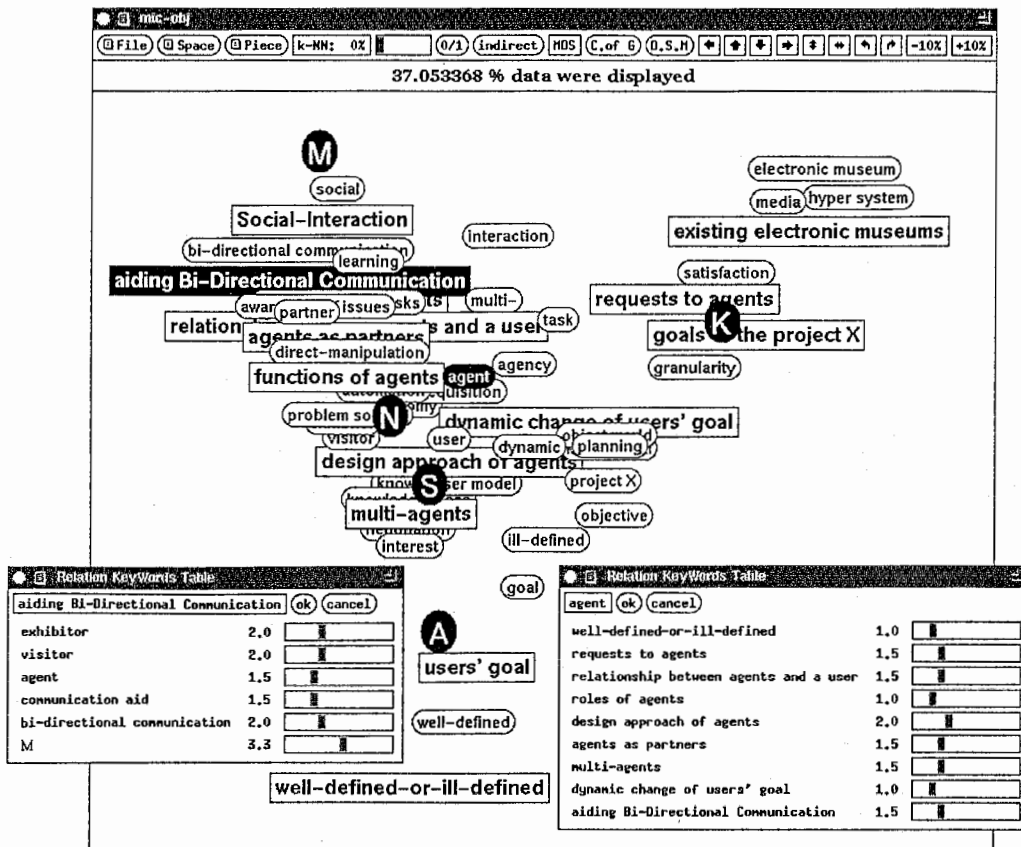 mic-obj
File Space Piece k-NN: 0% 0/1 indirect MDS C.of G O.S.M -10% +10%
37.053368 % data were displayed
M
social
Social-Interaction
bi-directional
learning
interaction
electronic museum
media hyper system
existing electronic museums
aiding Bi-Directional Communication
satisfaction
requests to agents
partner issues
multi-
task
and a user
agents as partners
K
goals the project X
direct-manipulation
functions of agents agent
agency
granularity
problem
N
dynamic change of users' goal
visitor
user
dynamic planning
design approach of agents
S
user model
project X
multi-agents
objective
interest
ill-defined
goal
A
users' goal
well-defined
well-defined-or-ill-defined
Relation KeyWords Table
aiding Bi-Directional Communication ok cancel
exhibitor 2.0
visitor 2.0
agent 1.5
communication aid 1.5
bi-directional communication 2.0
M 3.3
Relation KeyWords Table
agent ok cancel
well-defined-or-ill-defined 1.0
requests to agents 1.5
relationship between agents and a user 1.5
roles of agents 1.0
design approach of agents 2.0
agents as partners 1.5
multi-agents 1.5
dynamic change of users' goal 1.0
aiding Bi-Directional Communication 1.5